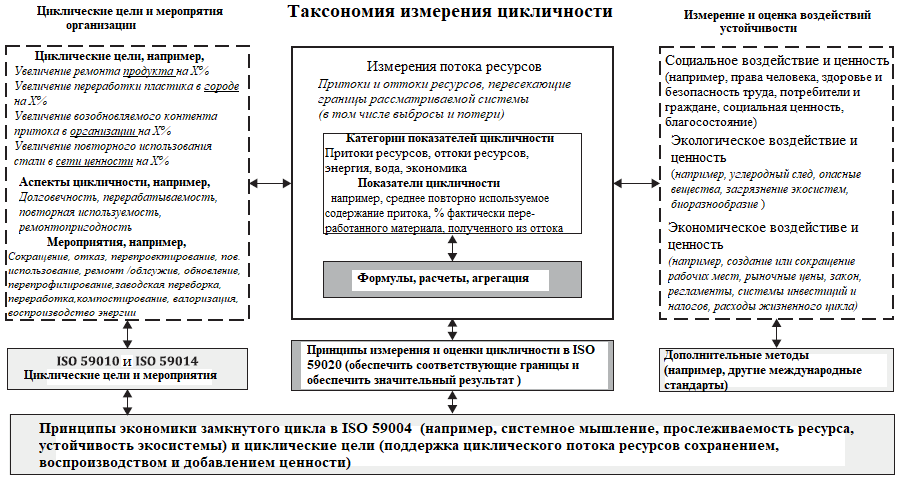 Циклические цели и мепрятия
организации
Циклические цели, например,
Увеличение ремонта продукта на X%
Увеличение переработки пластика в городе
на X%
Увеличение возобновляемого контента
притока в организации на X%
Увеличение повторного использования
стали в сети ценности на X%
Аспекты цикличности, например,
Долговечность, перерабатываемость,
повторная используемость,
ремонтопригодность
Мероприятия, например,
Сокращение, отказ, перепроектирование, пов.
использование, ремонт /обслужив, обновление,
перепрофилирование,заводская переборка,
переработка,компостирование, валоризация,
воспроизводство энергии
ISO 59010 и ISO 59014
Циклические цели и мероприятия
Таксономия измерения цикличности
Измерения потока ресурсов
Притоки и оттоки ресурсов, пересекающие
границы рассматриваемой системы
(в том числе выбросы и потери)
Категории показателей цикличности
Притоки ресурсов, оттоки ресурсов,
энергия, вода, экономика
Показатели цикличности
например, среднее повторно используемое
содержание притока, % фактически пере-
работанного материала, полученного из оттока
Формулы, расчеты, агрегация
Принципы измерения и оценки цикличности в ISO
59020 (обеспечить соответствующие границы и
обеспечить значительный результат )
Измерение и оценка воздействий
устойчивости
Социальное воздействие и ценность
(например, права человека, здоровье и
безопасность труда, потребители и
граждане, социальная ценность,
благосостояние)
Экологическое воздействие и
ценность
(например, углеродный след, опасные
вещества, загрязнение экосистем,
биоразнообразие )
Экономическое воздействие и
ценность
(например, создание или сокращение
рабочих мест, рыночные цены, закон,
регламенты, системы инвестиций и
налогов, расходы жизненного цикла)
Дополнительные методы
(например, другие международные
стандарты)
Принципы экономики замкнутого цикла в ISO 59004 (например, системное мышление, прослеживаемость ресурса,
устойчивость экосистемы) и циклические цели (поддержка циклического потока ресурсов сохранением,
воспроизводством и добавлением ценности)